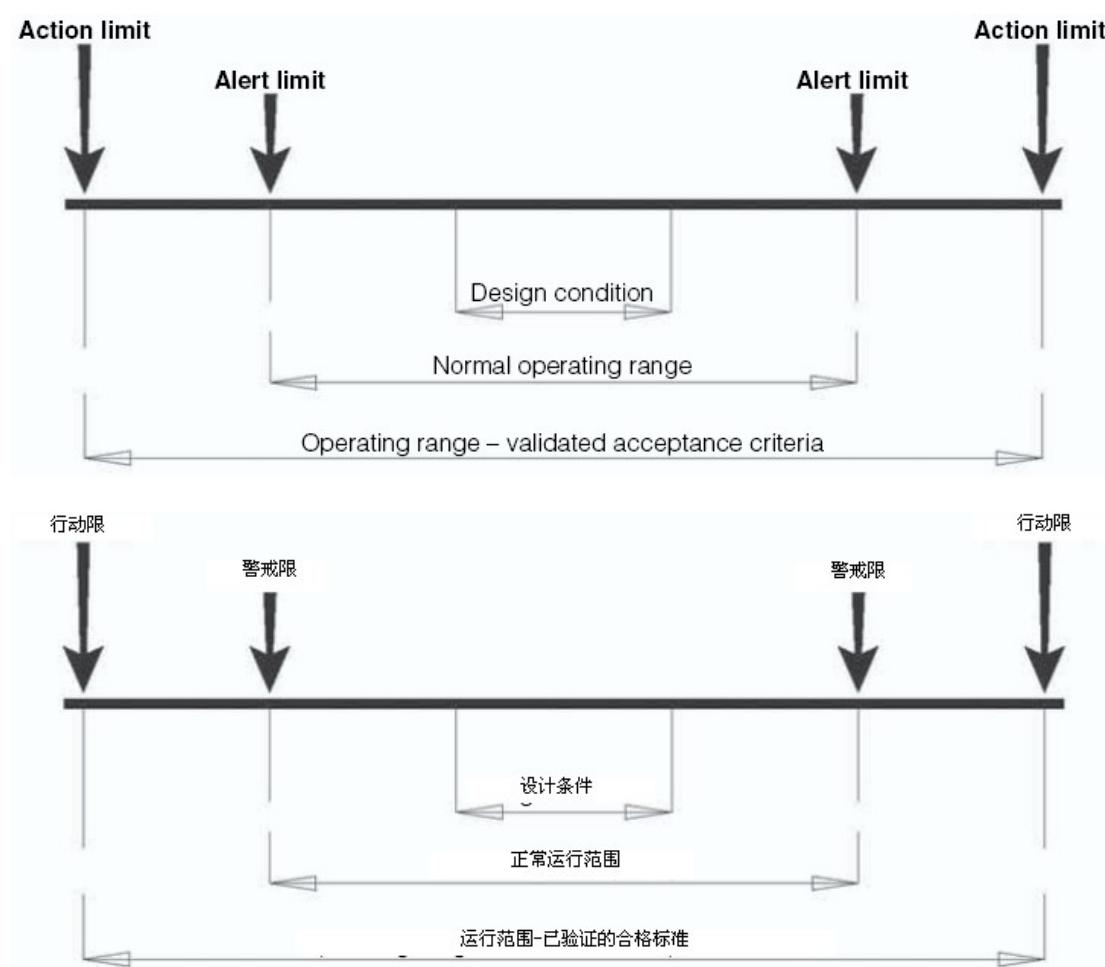 Action limit
Action limit
Alert limit
Alert limit
Design condition
Normal operating range
Operating range – validated acceptance criteria
行动限
行动限
警戒限
警戒限
设计条件
正常运行范围
运行范围-已验证的合格标准